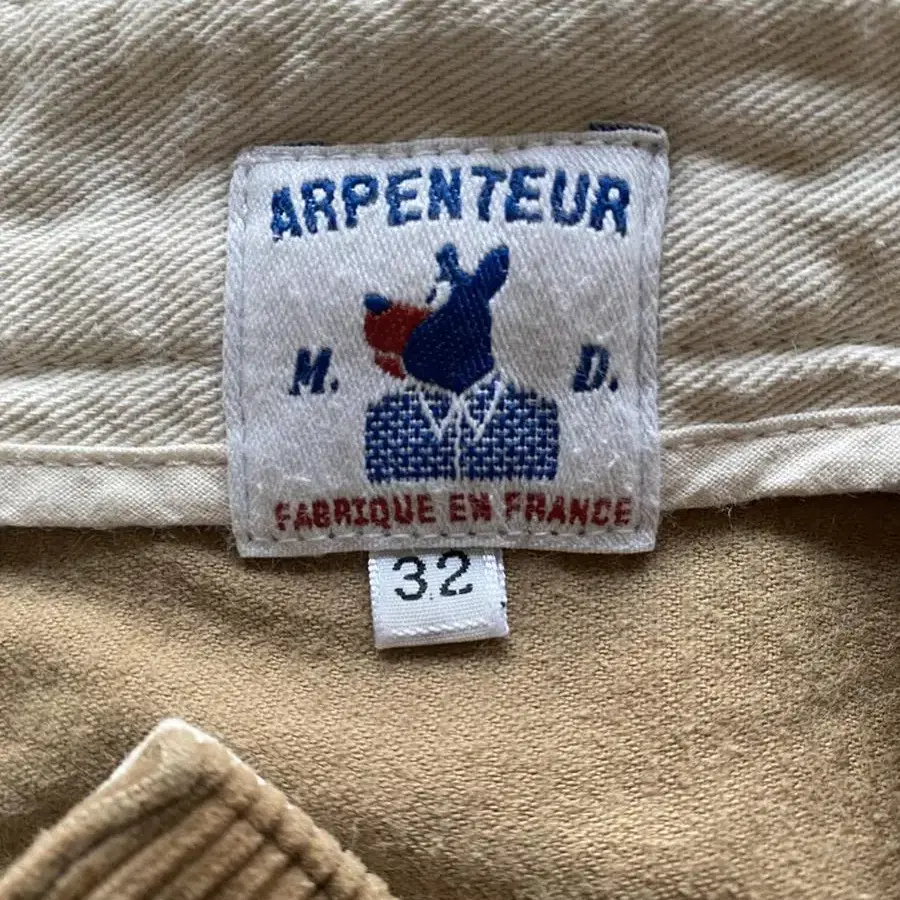 ARPENTEUR
M. D.
FABRIQUE EN FRANCE
32